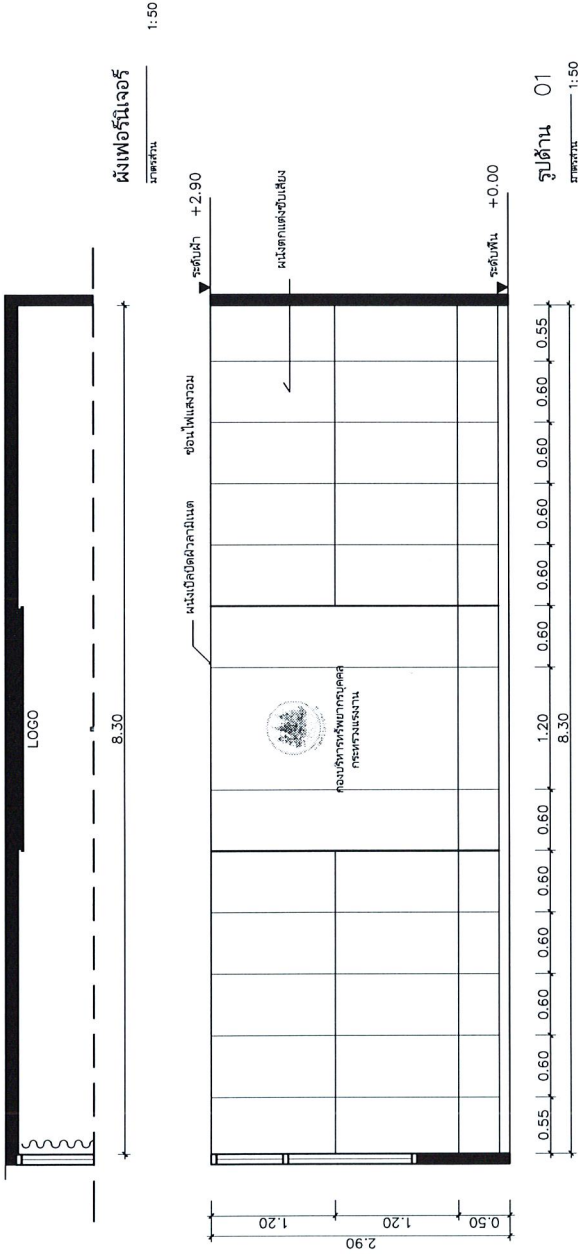 LOGO
8.30
ผังเฟอร์นิเจอร์
มาตราส่วน 1:50
ผนังเบิ้ลปิดผิวลามิเนต
ซ่อนไฟแสงวอม
ระดับฝ้า +2.90
ผนังตกแต่งซับเสียง
กองบริหารทรัพยากรบุคคล
กระทรวงแรงงาน
ระดับพื้น +0.00
1.20
1.20
0.50
2.90
0.55 0.60 0.60 0.60 0.60 0.60 1.20 0.60 0.60 0.60 0.60 0.60 0.55
8.30
รูปด้าน 01
มาตราส่วน 1:50